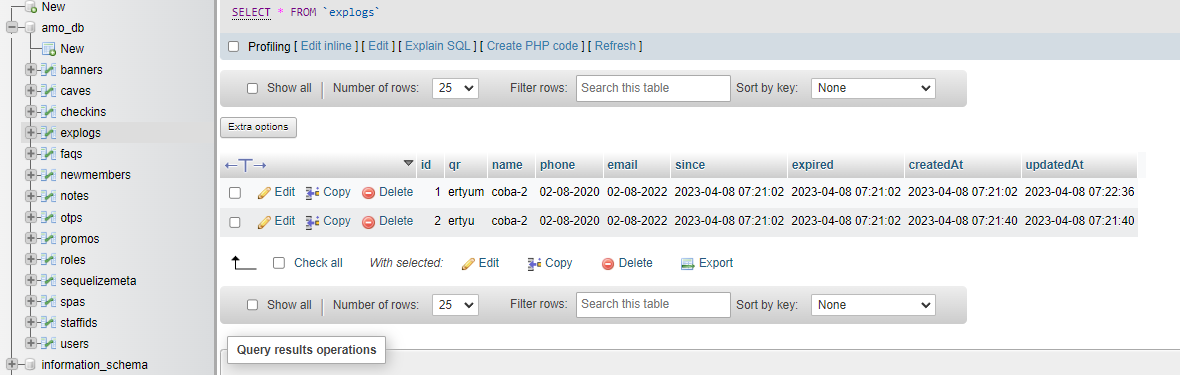 New
amo_db
New
banners
caves
checkins
explogs
faqs
newmembers
notes
otps
promos
roles
sequelizemeta
spas
staffids
users
information_schema
SELECT * FROM `explogs`
Profiling [ Edit inline ] [ Edit ] [ Explain SQL ] [ Create PHP code ] [ Refresh ]
Show all Number of rows: 25 Filter rows: Search this table Sort by key: None
Extra options
id qr name phone email since expired createdAt updatedAt
Edit Copy Delete 1 ertyum coba-2 02-08-2020 02-08-2022 2023-04-08 07:21:02 2023-04-08 07:21:02 2023-04-08 07:21:02 2023-04-08 07:22:36
Edit Copy Delete 2 ertyu coba-2 02-08-2020 02-08-2022 2023-04-08 07:21:02 2023-04-08 07:21:02 2023-04-08 07:21:40 2023-04-08 07:21:40
Check all With selected: Edit Copy Delete Export
Show all Number of rows: 25 Filter rows: Search this table Sort by key: None
Query results operations